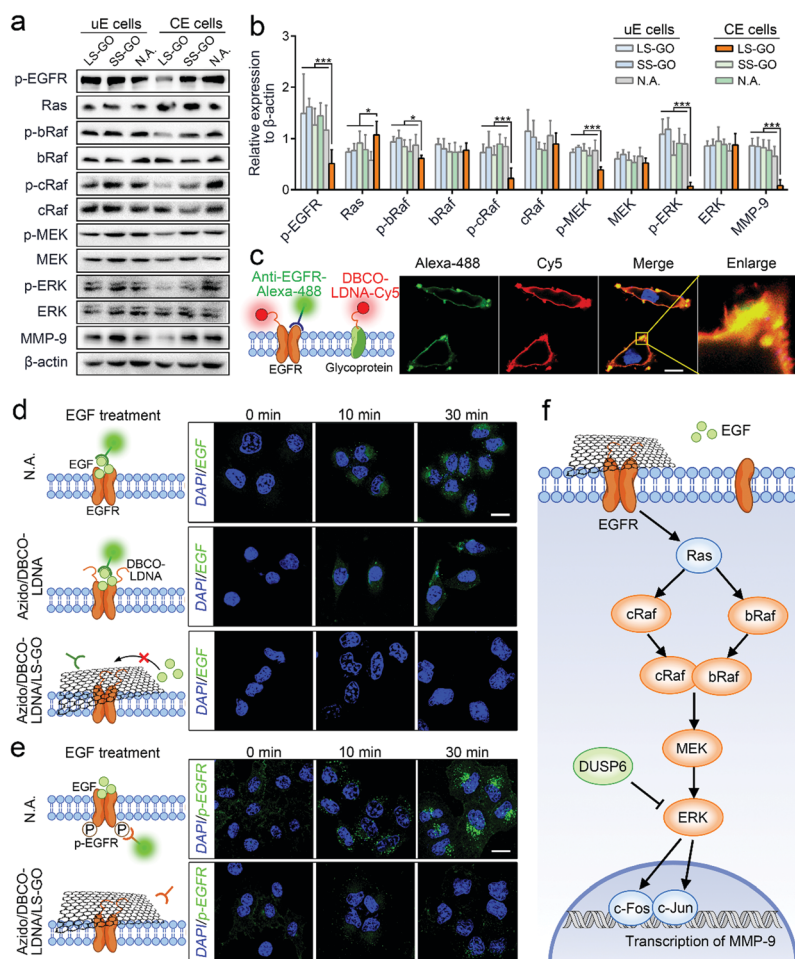 a
uE cells CE cells
LS-GO SS-GO N.A. LS-GO SS-GO N.A.
p-EGFR
Ras
p-bRaf
bRaf
p-cRaf
cRaf
p-MEK
MEK
p-ERK
ERK
MMP-9
β-actin
b
Relative expression
to β-actin
3
2
1
0
*** * * *** *** *** ***
uE cells CE cells
LS-GO LS-GO
SS-GO SS-GO
N.A. N.A.
p-EGFR Ras p-bRaf bRaf p-cRaf cRaf p-MEK MEK p-ERK ERK MMP-9
c
Anti-EGFR-
Alexa-488
DBCO-
LDNA-Cy5
EGFR
Glycoprotein
Alexa-488 Cy5 Merge Enlarge
d
EGF treatment 0 min 10 min 30 min
N.A.
EGF
EGFR
DAPI/EGF
Azido/DBCO-
LDNA
DBCO-
LDNA
DAPI/EGF
Azido/DBCO-
LDNA/LS-GO
DAPI/EGF
e
EGF treatment 0 min 10 min 30 min
N.A.
EGF
P P
p-EGFR
DAPI/p-EGFR
Azido/DBCO-
LDNA/LS-GO
DAPI/p-EGFR
f
EGF
EGFR
Ras
cRaf bRaf
cRaf bRaf
MEK
DUSP6
ERK
c-Fos c-Jun
Transcription of MMP-9